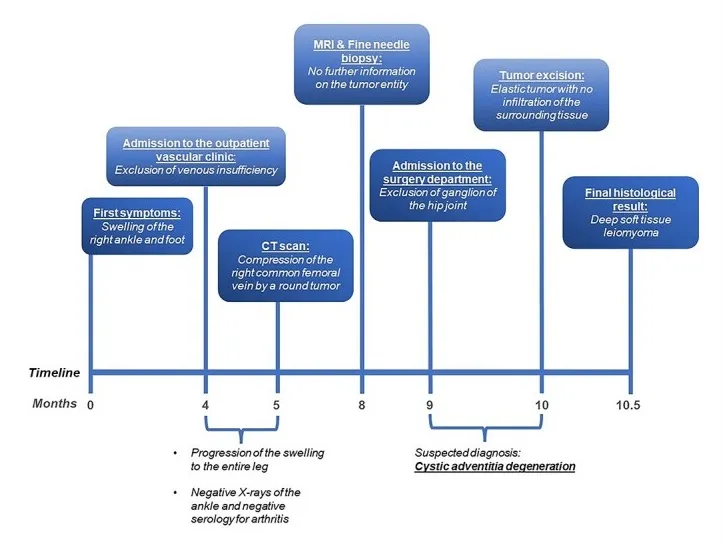 First symptoms:
Swelling of the
right ankle and foot
Admission to the outpatient
vascular clinic:
Exclusion of venous insufficiency
CT scan:
Compression of the
right common femoral
vein by a round tumor
MRI & Fine needle
biopsy:
No further information
on the tumor entity
Admission to the
surgery department:
Exclusion of ganglion of
the hip joint
Tumor excision:
Elastic tumor with no
infiltration of the
surrounding tissue
Final histological
result:
Deep soft tissue
leiomyoma
Timeline
Months 0 4 5 8 9 10 10.5
• Progression of the swelling
to the entire leg
• Negative X-rays of the
ankle and negative
serology for arthritis
Suspected diagnosis:
Cystic adventitia degeneration